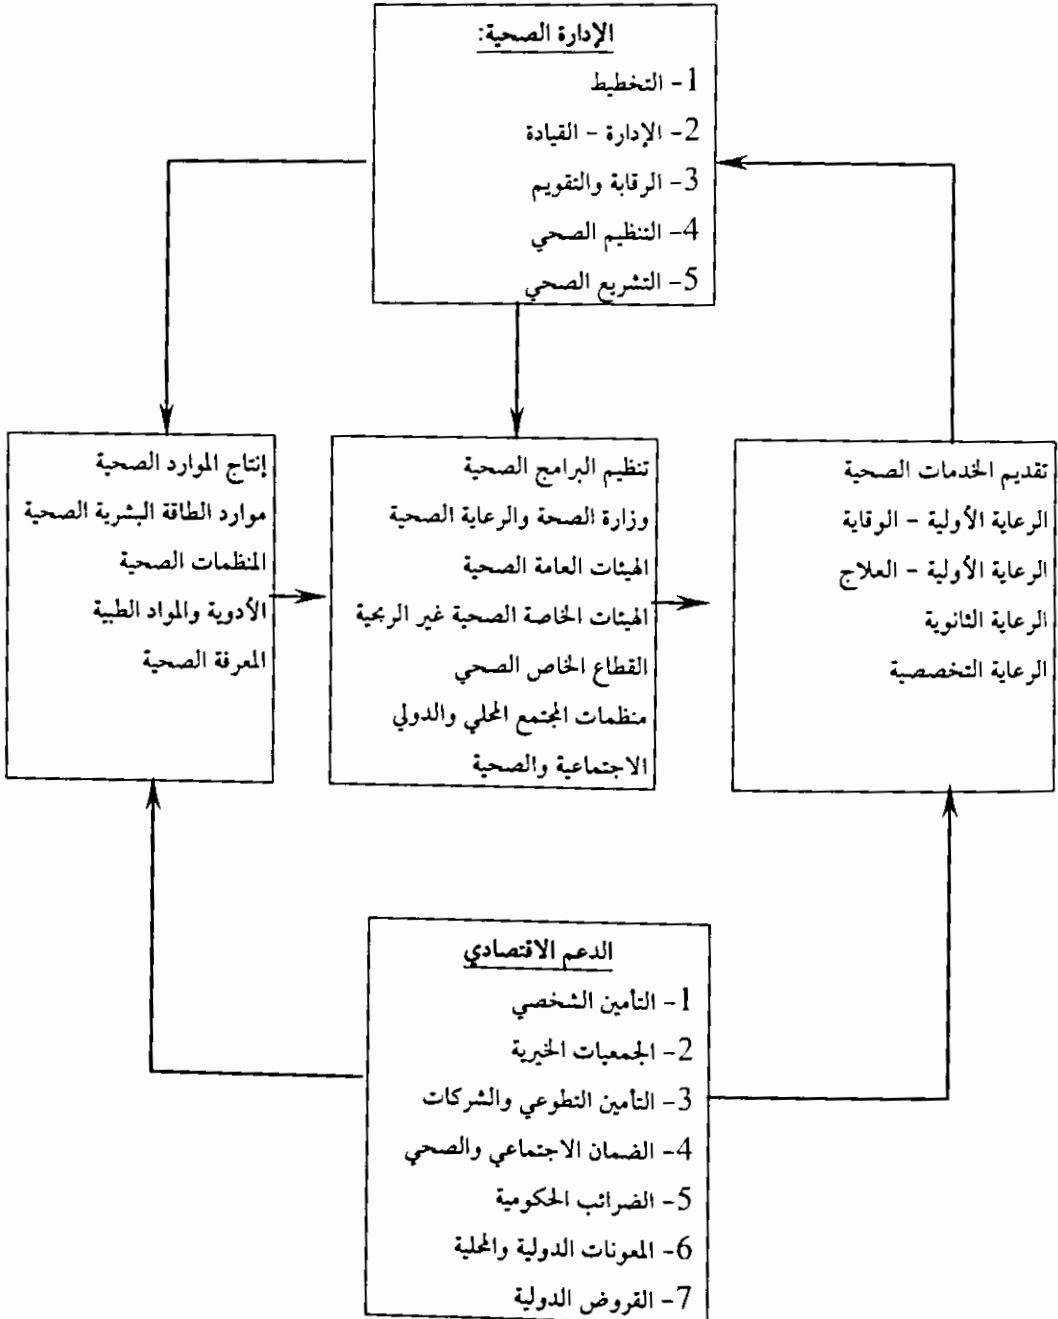 الإدارة الصحية:
1- التخطيط
2- الإدارة - القيادة
3- الرقابة والتقويم
4- التنظيم الصحي
5- التشريع الصحي
تقديم الخدمات الصحية
الرعاية الأولية - الوقاية
الرعاية الأولية - العلاج
الرعاية الثانوية
الرعاية التخصصية
تنظيم البرامج الصحية
وزارة الصحة والرعاية الصحية
الهيئات العامة الصحية
الهيئات الخاصة الصحية غير الربحية
القطاع الخاص الصحي
منظمات المجتمع المحلي والدولي
الاجتماعية والصحية
إنتاج الموارد الصحية
موارد الطاقة البشرية الصحية
المنظمات الصحية
الأدوية والمواد الطبية
المعرفة الصحية
الدعم الاقتصادي
1- التأمين الشخصي
2- الجمعيات الخيرية
3- التأمين التطوعي والشركات
4- الضمان الاجتماعي والصحي
5- الضرائب الحكومية
6- المعونات الدولية والمحلية
7- القروض الدولية